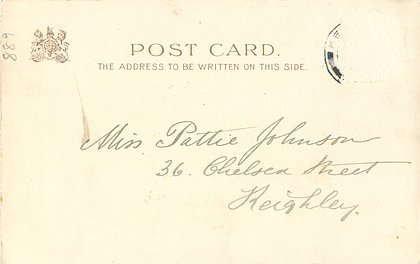 889
POST CARD.
THE ADDRESS TO BE WRITTEN ON THIS SIDE.
Miss Pattie Johnson
36. Chelsea Street
Keighley.